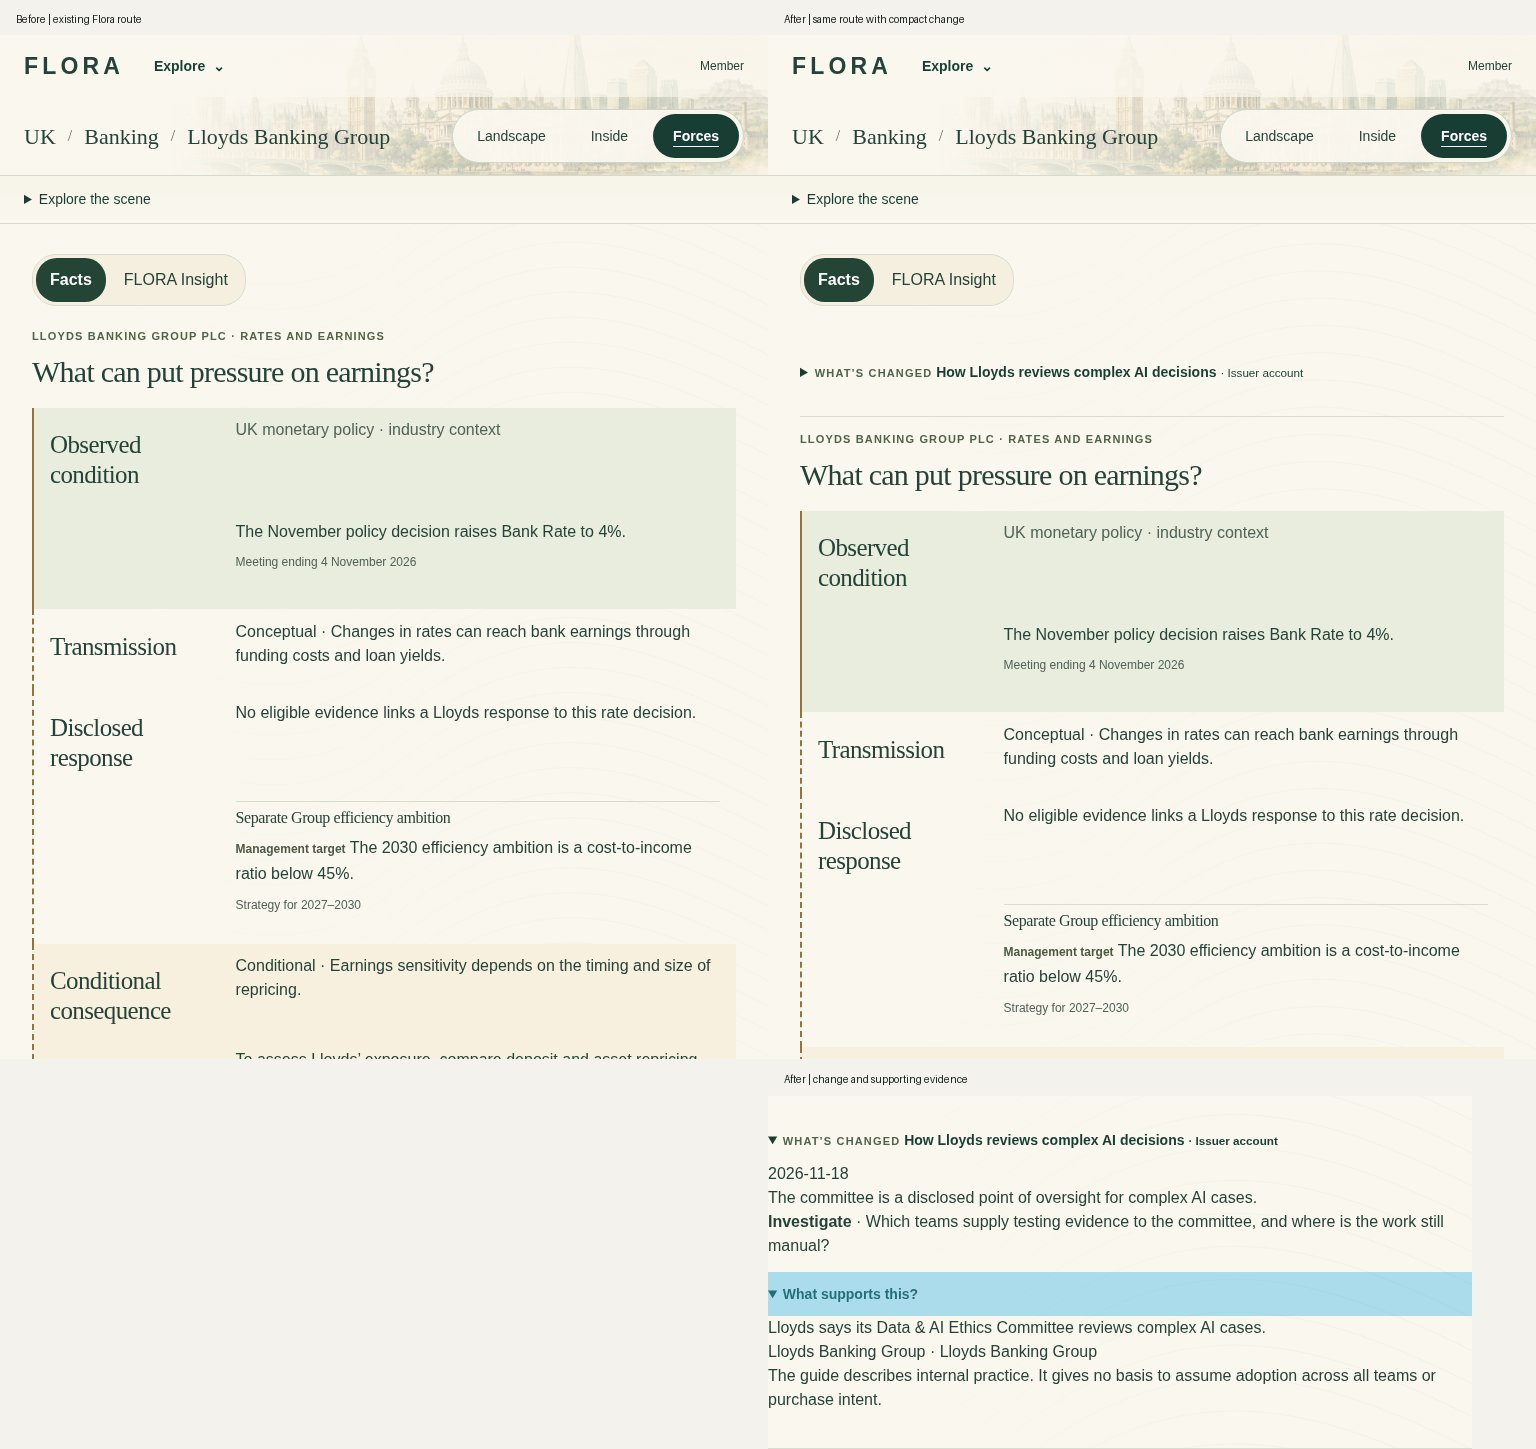 Before | existing Flora route
FLORA Explore Member
UK / Banking / Lloyds Banking Group Landscape Inside Forces
Explore the scene
Facts FLORA Insight
LLOYDS BANKING GROUP PLC · RATES AND EARNINGS
What can put pressure on earnings?
Observed
condition
UK monetary policy · industry context
The November policy decision raises Bank Rate to 4%.
Meeting ending 4 November 2026
Transmission
Conceptual · Changes in rates can reach bank earnings through
funding costs and loan yields.
Disclosed
response
No eligible evidence links a Lloyds response to this rate decision.
Separate Group efficiency ambition
Management target The 2030 efficiency ambition is a cost-to-income
ratio below 45%.
Strategy for 2027–2030
Conditional
consequence
Conditional · Earnings sensitivity depends on the timing and size of
repricing.
To assess Lloyds’ exposure, compare deposit and asset repricing
After | same route with compact change
FLORA Explore Member
UK / Banking / Lloyds Banking Group Landscape Inside Forces
Explore the scene
Facts FLORA Insight
WHAT’S CHANGED How Lloyds reviews complex AI decisions · Issuer account
LLOYDS BANKING GROUP PLC · RATES AND EARNINGS
What can put pressure on earnings?
Observed
condition
UK monetary policy · industry context
The November policy decision raises Bank Rate to 4%.
Meeting ending 4 November 2026
Transmission
Conceptual · Changes in rates can reach bank earnings through
funding costs and loan yields.
Disclosed
response
No eligible evidence links a Lloyds response to this rate decision.
Separate Group efficiency ambition
Management target The 2030 efficiency ambition is a cost-to-income
ratio below 45%.
Strategy for 2027–2030
After | change and supporting evidence
WHAT’S CHANGED How Lloyds reviews complex AI decisions · Issuer account
2026-11-18
The committee is a disclosed point of oversight for complex AI cases.
Investigate · Which teams supply testing evidence to the committee, and where is the work still
manual?
What supports this?
Lloyds says its Data & AI Ethics Committee reviews complex AI cases.
Lloyds Banking Group · Lloyds Banking Group
The guide describes internal practice. It gives no basis to assume adoption across all teams or
purchase intent.